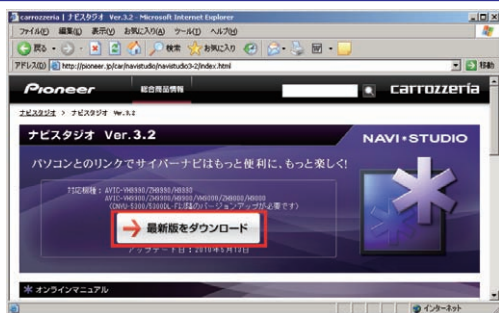 carrozzeria | ナビスタジオ Ver.3.2 - Microsoft Internet Explorer
ファイル(F) 編集(E) 表示(V) お気に入り(A) ツール(T) ヘルプ(H)
戻る 検索 お気に入り
アドレス(D) http://pioneer.jp/car/navistudio/navistudio3-2/index.html 移動
Pioneer 総合商品情報 carrozzeria
ナビスタジオ > ナビスタジオ Ver.3.2
ナビスタジオ Ver.3.2 NAVI*STUDIO
パソコンとのリンクでサイバーナビはもっと便利に、もっと楽しく!
対応機種:
最新版をダウンロード
オンラインマニュアル
インターネット